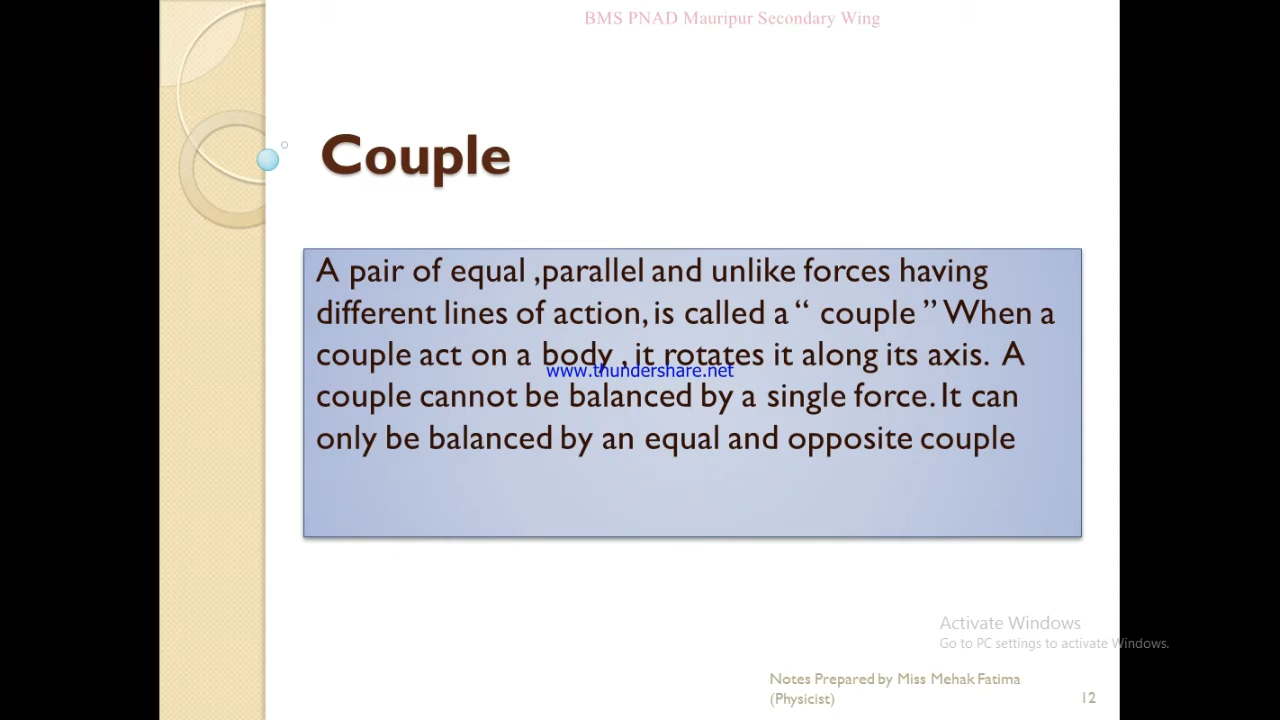 BMS PNAD Mauripur Secondary Wing
Couple
A pair of equal ,parallel and unlike forces having
different lines of action, is called a “ couple ” When a
couple act on a body , it rotates it along its axis. A
www.thundershare.net
couple cannot be balanced by a single force. It can
only be balanced by an equal and opposite couple
Activate Windows
Go to PC settings to activate Windows.
Notes Prepared by Miss Mehak Fatima
(Physicist)
12